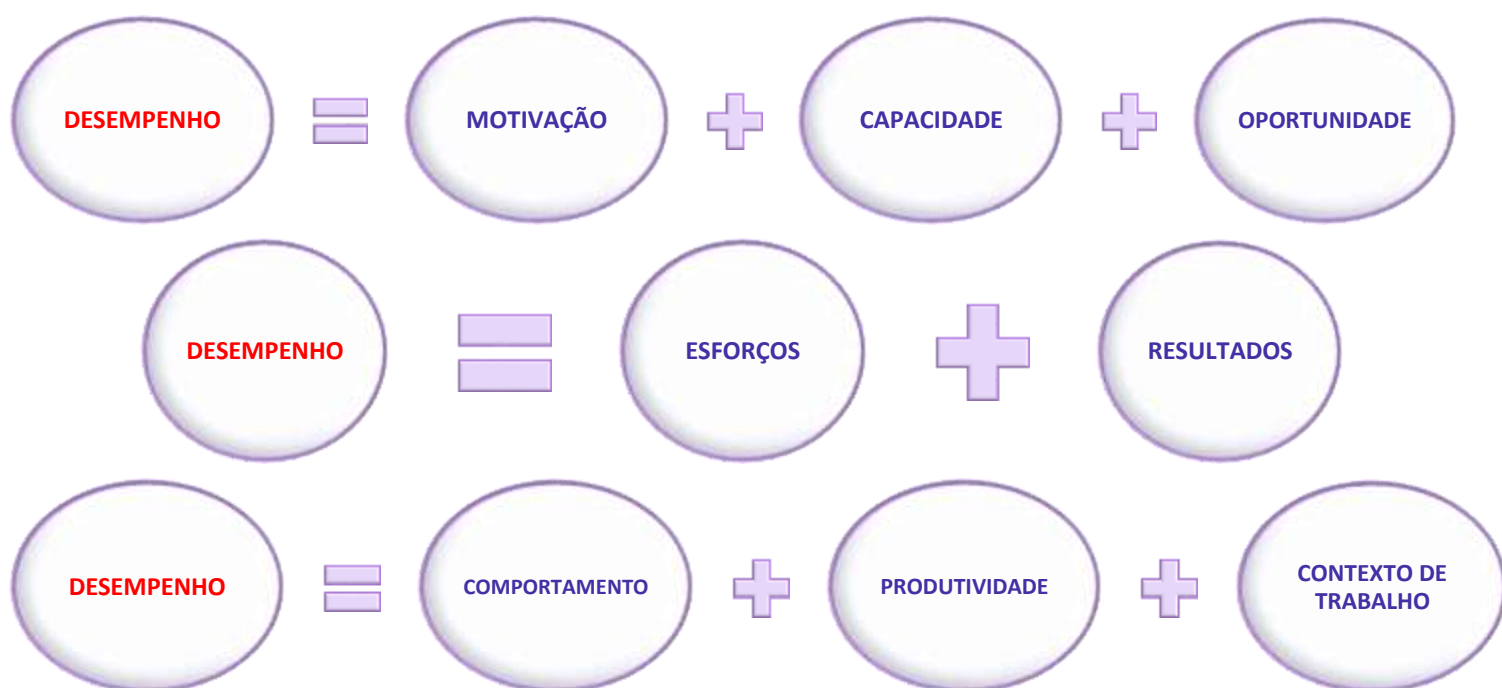 DESEMPENHO = MOTIVAÇÃO + CAPACIDADE + OPORTUNIDADE
DESEMPENHO = ESFORÇOS + RESULTADOS
DESEMPENHO = COMPORTAMENTO + PRODUTIVIDADE + CONTEXTO DE
TRABALHO